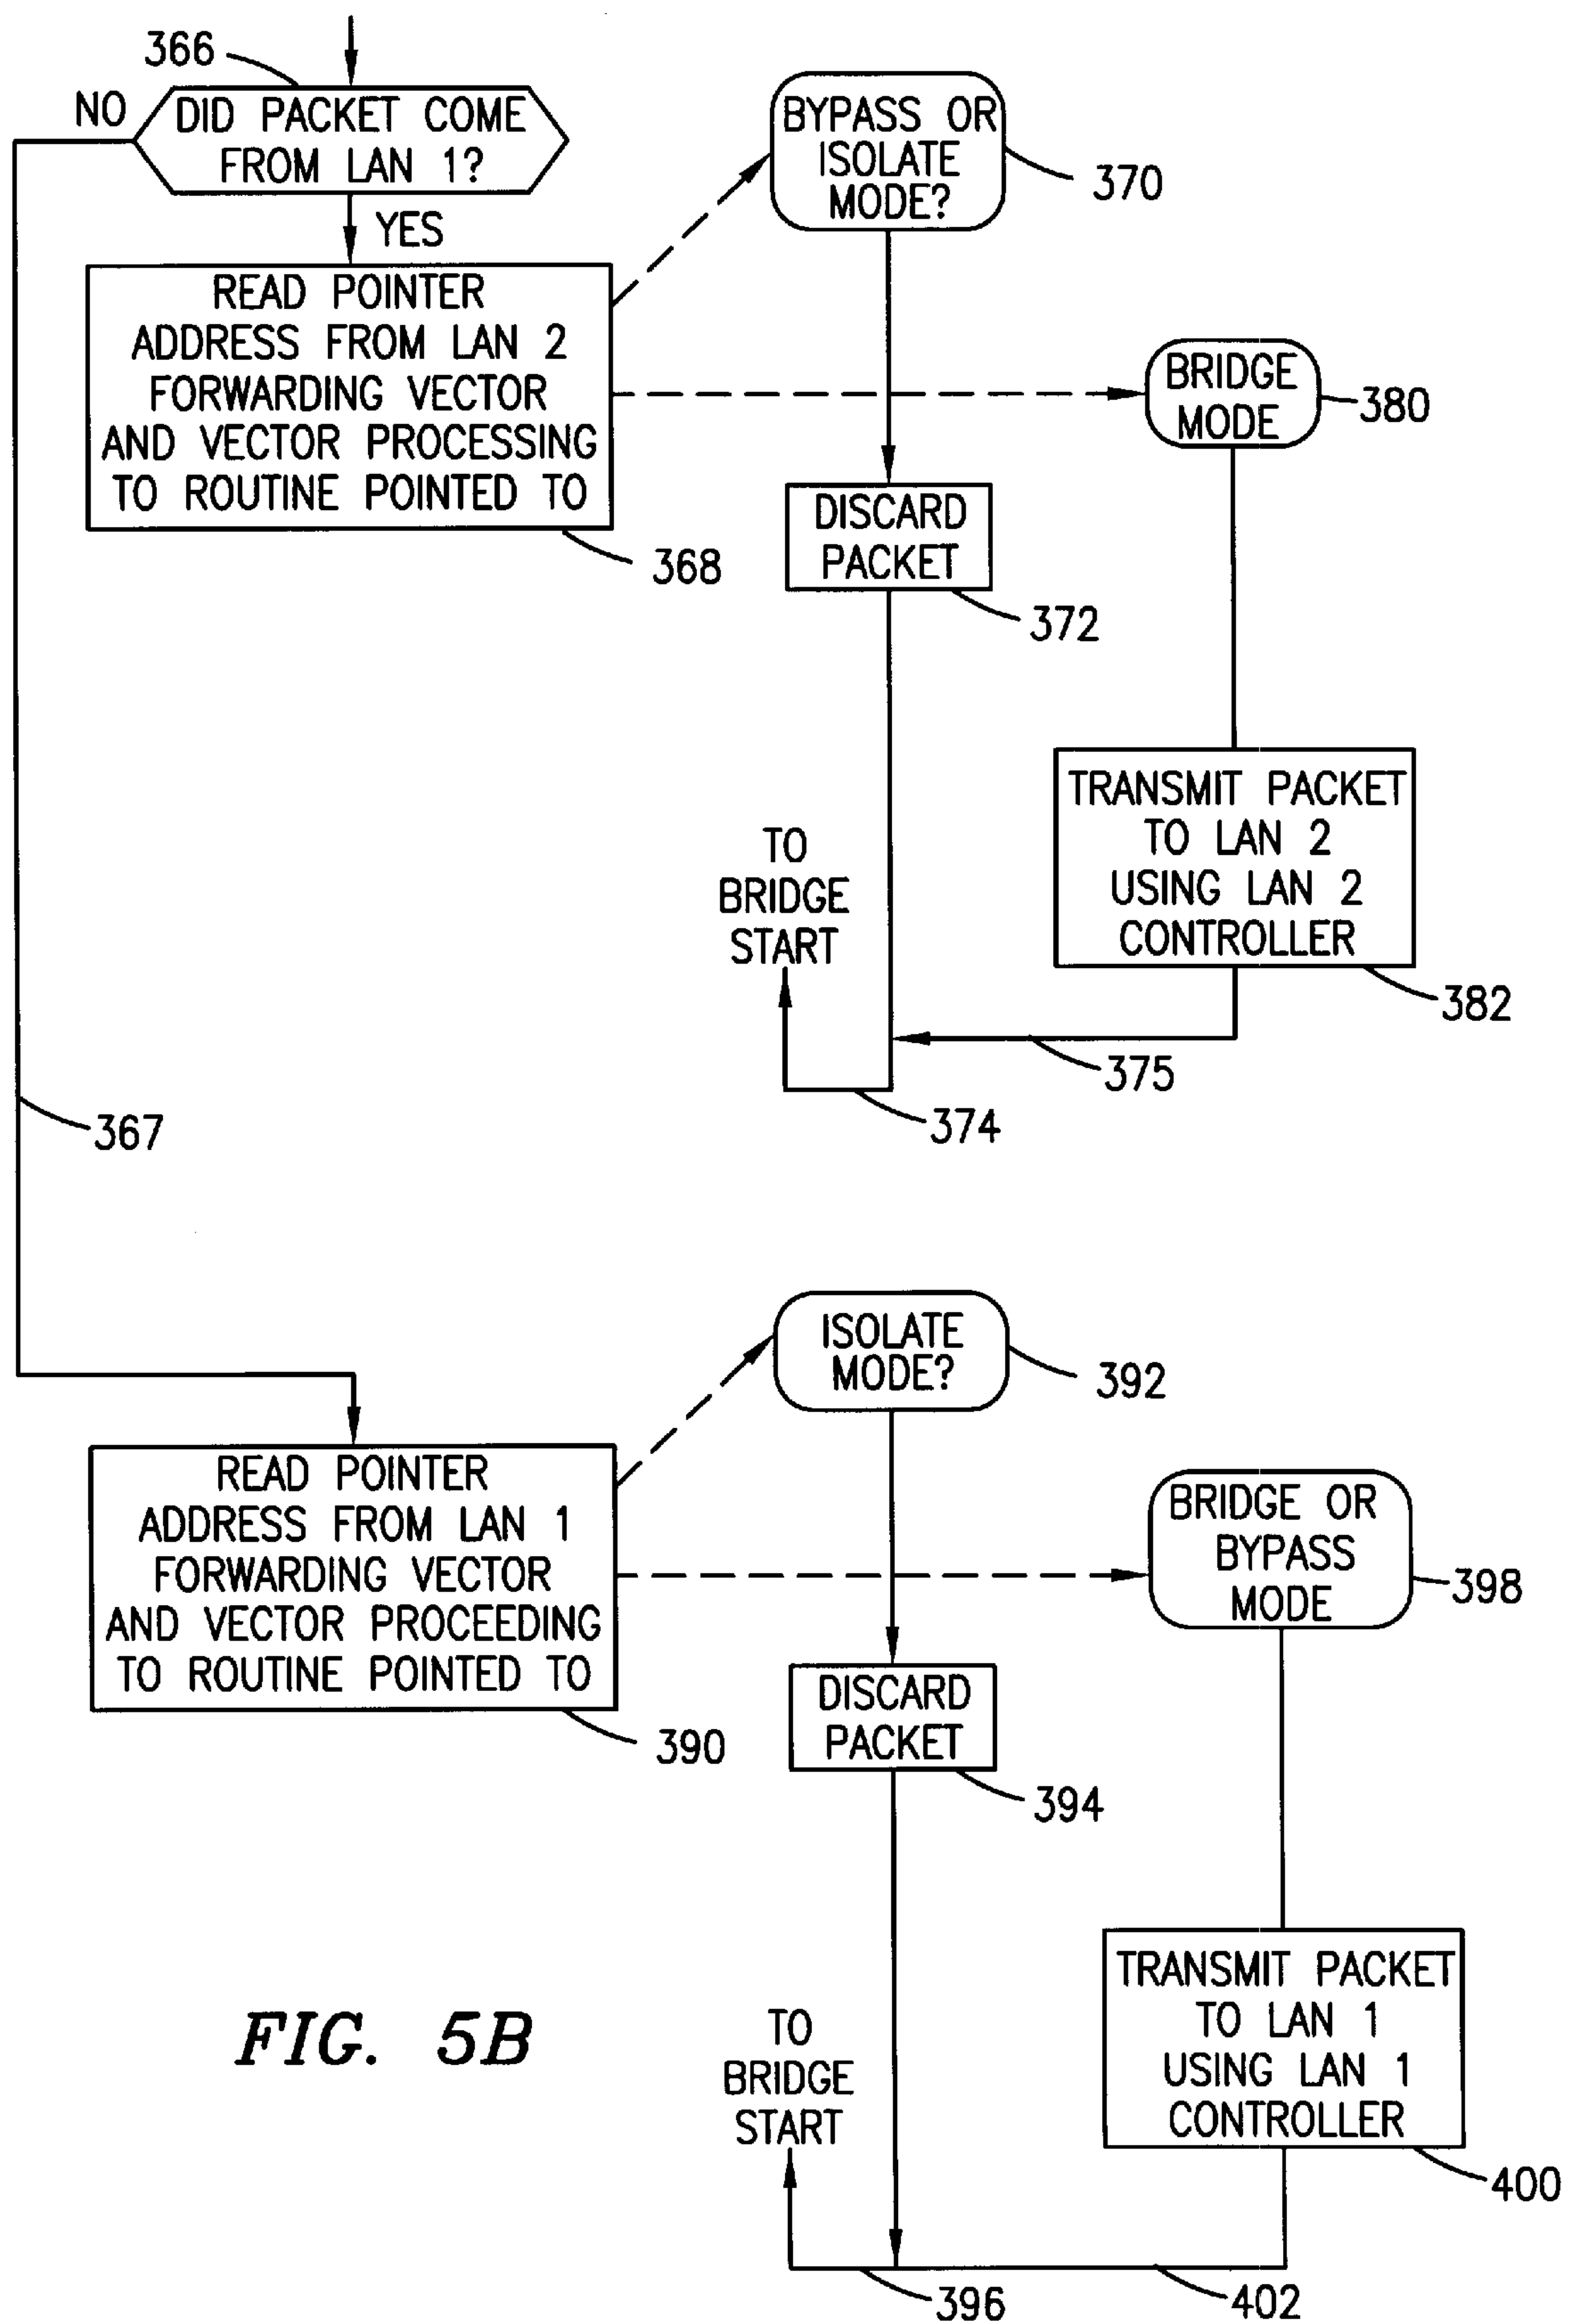 366
NO
DID PACKET COME
FROM LAN 1?
YES
BYPASS OR
ISOLATE
MODE?
370
READ POINTER
ADDRESS FROM LAN 2
FORWARDING VECTOR
AND VECTOR PROCESSING
TO ROUTINE POINTED TO
368
BRIDGE
MODE
380
DISCARD
PACKET
372
TRANSMIT PACKET
TO LAN 2
USING LAN 2
CONTROLLER
382
TO
BRIDGE
START
375
374
367
ISOLATE
MODE?
392
READ POINTER
ADDRESS FROM LAN 1
FORWARDING VECTOR
AND VECTOR PROCEEDING
TO ROUTINE POINTED TO
390
BRIDGE OR
BYPASS
MODE
398
DISCARD
PACKET
394
TRANSMIT PACKET
TO LAN 1
USING LAN 1
CONTROLLER
400
TO
BRIDGE
START
396
402
FIG. 5B